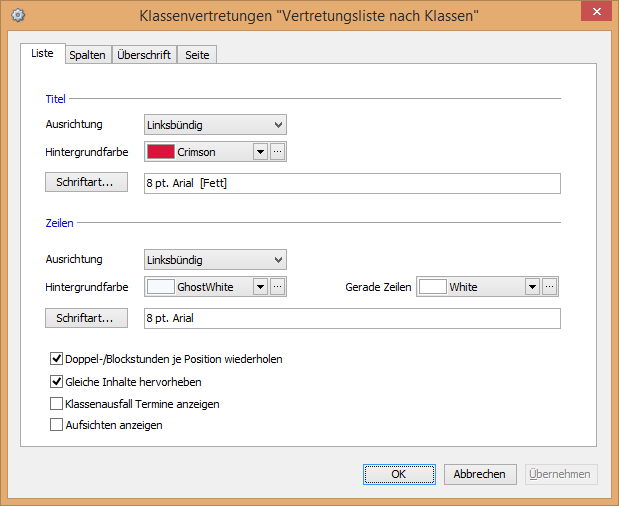 Klassenvertretungen "Vertretungsliste nach Klassen"
Liste Spalten Überschrift Seite
Titel
Ausrichtung Linksbündig
Hintergrundfarbe Crimson ...
Schriftart... 8 pt. Arial [Fett]
Zeilen
Ausrichtung Linksbündig
Hintergrundfarbe GhostWhite ... Gerade Zeilen White ...
Schriftart... 8 pt. Arial
Doppel-/Blockstunden je Position wiederholen
Gleiche Inhalte hervorheben
Klassenausfall Termine anzeigen
Aufsichten anzeigen
OK Abbrechen Übernehmen